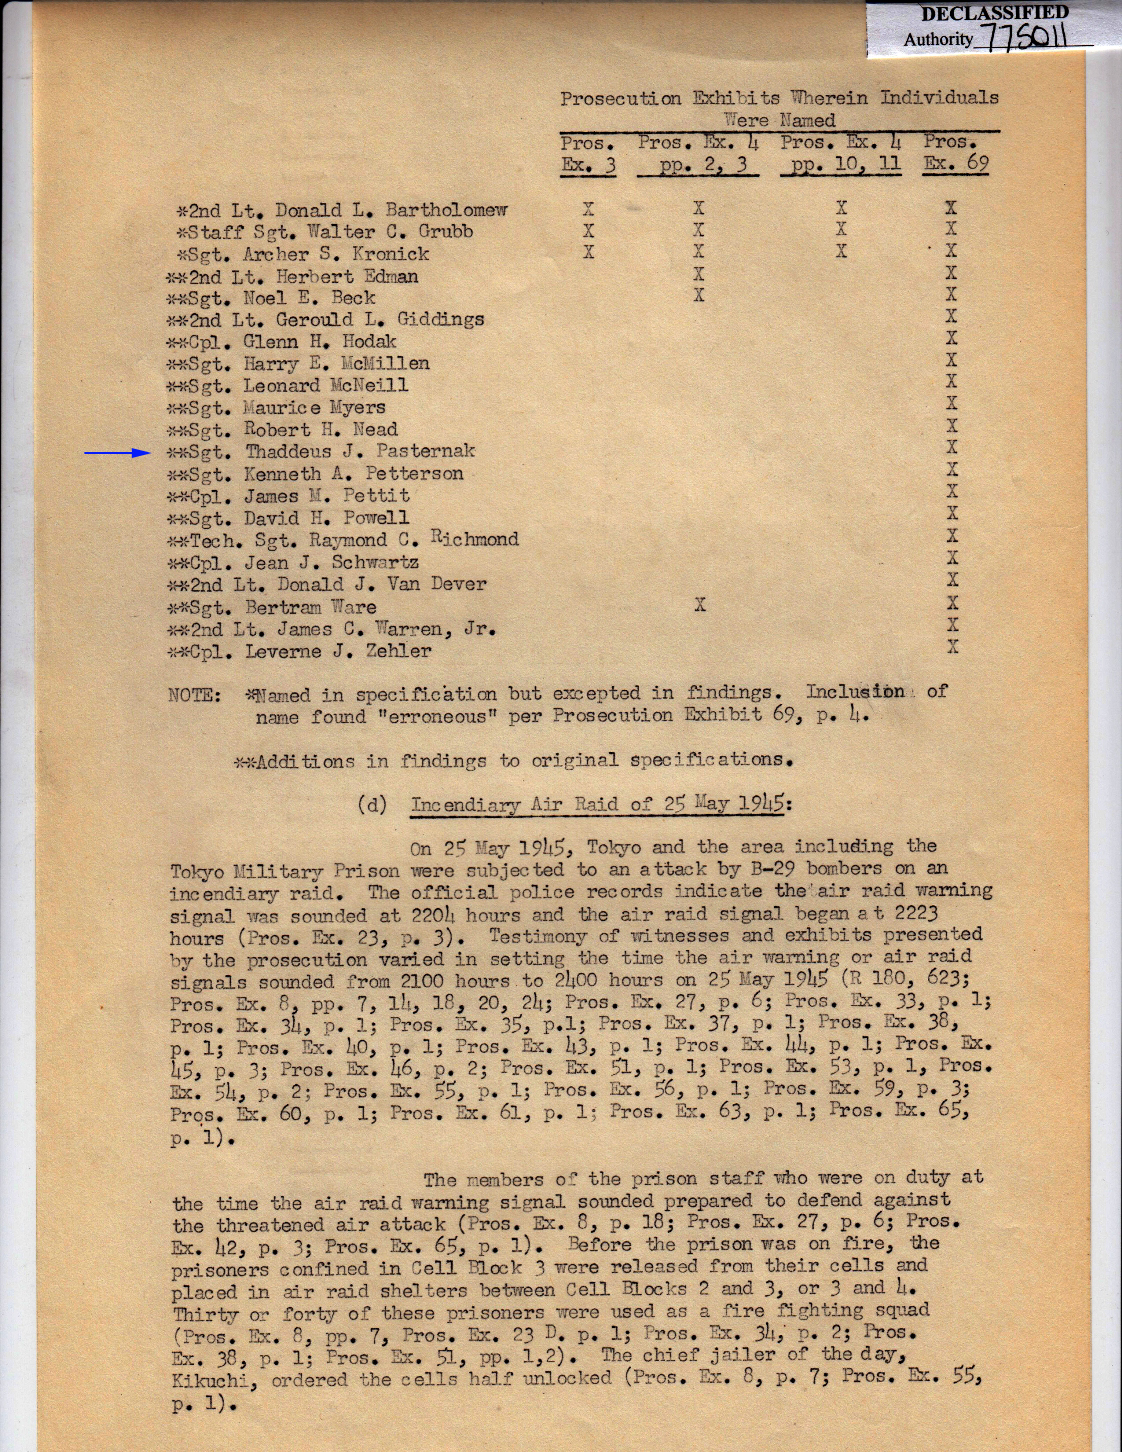 DECLASSIFIED
Authority 775011
Prosecution Exhibits Wherein Individuals
Were Named
Pros. Pros. Ex. 4 Pros. Ex. 4 Pros.
Ex. 3 pp. 2, 3 pp. 10, 11 Ex. 69
*2nd Lt. Donald L. Bartholomew X X X X
*Staff Sgt. Walter C. Grubb X X X X
*Sgt. Archer S. Kronick X X X X
**2nd Lt. Herbert Edman X X
**Sgt. Noel E. Beck X X
**2nd Lt. Gerould L. Giddings X
**Cpl. Glenn H. Hodak X
**Sgt. Harry E. McMillen X
**Sgt. Leonard McNeill X
**Sgt. Maurice Myers X
**Sgt. Robert H. Nead X
**Sgt. Thaddeus J. Pasternak X
**Sgt. Kenneth A. Petterson X
**Cpl. James M. Pettit X
**Sgt. David H. Powell X
**Tech. Sgt. Raymond C. Richmond X
**Cpl. Jean J. Schwartz X
**2nd Lt. Donald J. Van Dever X
**Sgt. Bertram Ware X X
**2nd Lt. James C. Warren, Jr. X
**Cpl. Leverne J. Zehler X
NOTE: *Named in specification but excepted in findings. Inclusion of
name found "erroneous" per Prosecution Exhibit 69, p. 4.
**Additions in findings to original specifications.
(d) Incendiary Air Raid of 25 May 1945:
On 25 May 1945, Tokyo and the area including the
Tokyo Military Prison were subjected to an attack by B-29 bombers on an
incendiary raid. The official police records indicate the air raid warning
signal was sounded at 2204 hours and the air raid signal began at 2223
hours (Pros. Ex. 23, p. 3). Testimony of witnesses and exhibits presented
by the prosecution varied in setting the time the air warning or air raid
signals sounded from 2100 hours to 2400 hours on 25 May 1945 (R 180, 623;
Pros. Ex. 8, pp. 7, 14, 18, 20, 24; Pros. Ex. 27, p. 6; Pros. Ex. 33, p. 1;
Pros. Ex. 34, p. 1; Pros. Ex. 35, p.1; Pros. Ex. 37, p. 1; Pros. Ex. 38,
p. 1; Pros. Ex. 40, p. 1; Pros. Ex. 43, p. 1; Pros. Ex. 44, p. 1; Pros. Ex.
45, p. 3; Pros. Ex. 46, p. 2; Pros. Ex. 51, p. 1; Pros. Ex. 53, p. 1, Pros.
Ex. 54, p. 2; Pros. Ex. 55, p. 1; Pros. Ex. 56, p. 1; Pros. Ex. 59, p. 3;
Pros. Ex. 60, p. 1; Pros. Ex. 61, p. 1; Pros. Ex. 63, p. 1; Pros. Ex. 65,
p. 1).
The members of the prison staff who were on duty at
the time the air raid warning signal sounded prepared to defend against
the threatened air attack (Pros. Ex. 8, p. 18; Pros. Ex. 27, p. 6; Pros.
Ex. 42, p. 3; Pros. Ex. 65, p. 1). Before the prison was on fire, the
prisoners confined in Cell Block 3 were released from their cells and
placed in air raid shelters between Cell Blocks 2 and 3, or 3 and 4.
Thirty or forty of these prisoners were used as a fire fighting squad
(Pros. Ex. 8, pp. 7, Pros. Ex. 23 D. p. 1; Pros. Ex. 34, p. 2; Pros.
Ex. 38, p. 1; Pros. Ex. 51, pp. 1,2). The chief jailer of the day,
Kikuchi, ordered the cells half unlocked (Pros. Ex. 8, p. 7; Pros. Ex. 55,
p. 1).